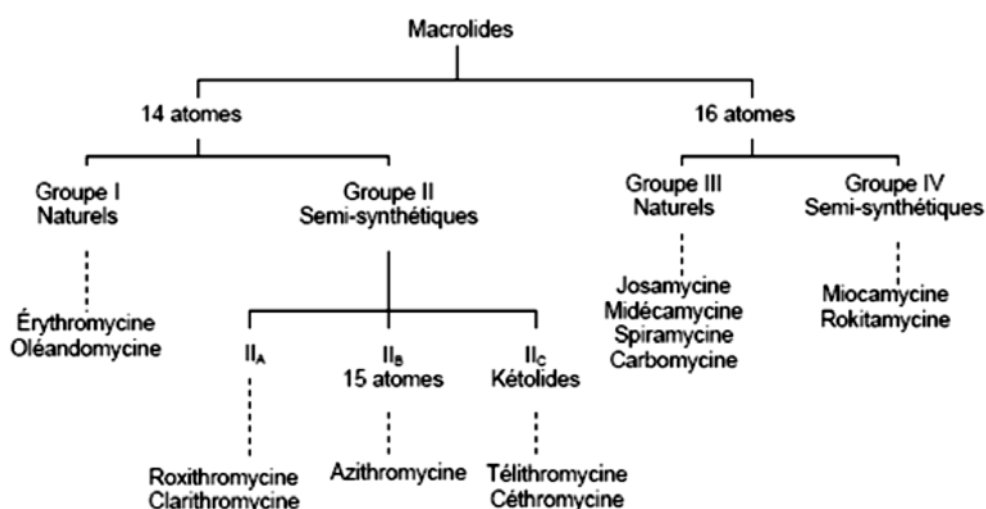 Macrolides
14 atomes
16 atomes
Groupe I
Naturels
Groupe II
Semi-synthétiques
Groupe III
Naturels
Groupe IV
Semi-synthétiques
Érythromycine
Oléandomycine
Josamycine
Midécamycine
Spiramycine
Carbomycine
Miocamycine
Rokitamycine
IIA
IIB
15 atomes
IIC
Kétolides
Roxithromycine
Clarithromycine
Azithromycine
Télithromycine
Céthromycine